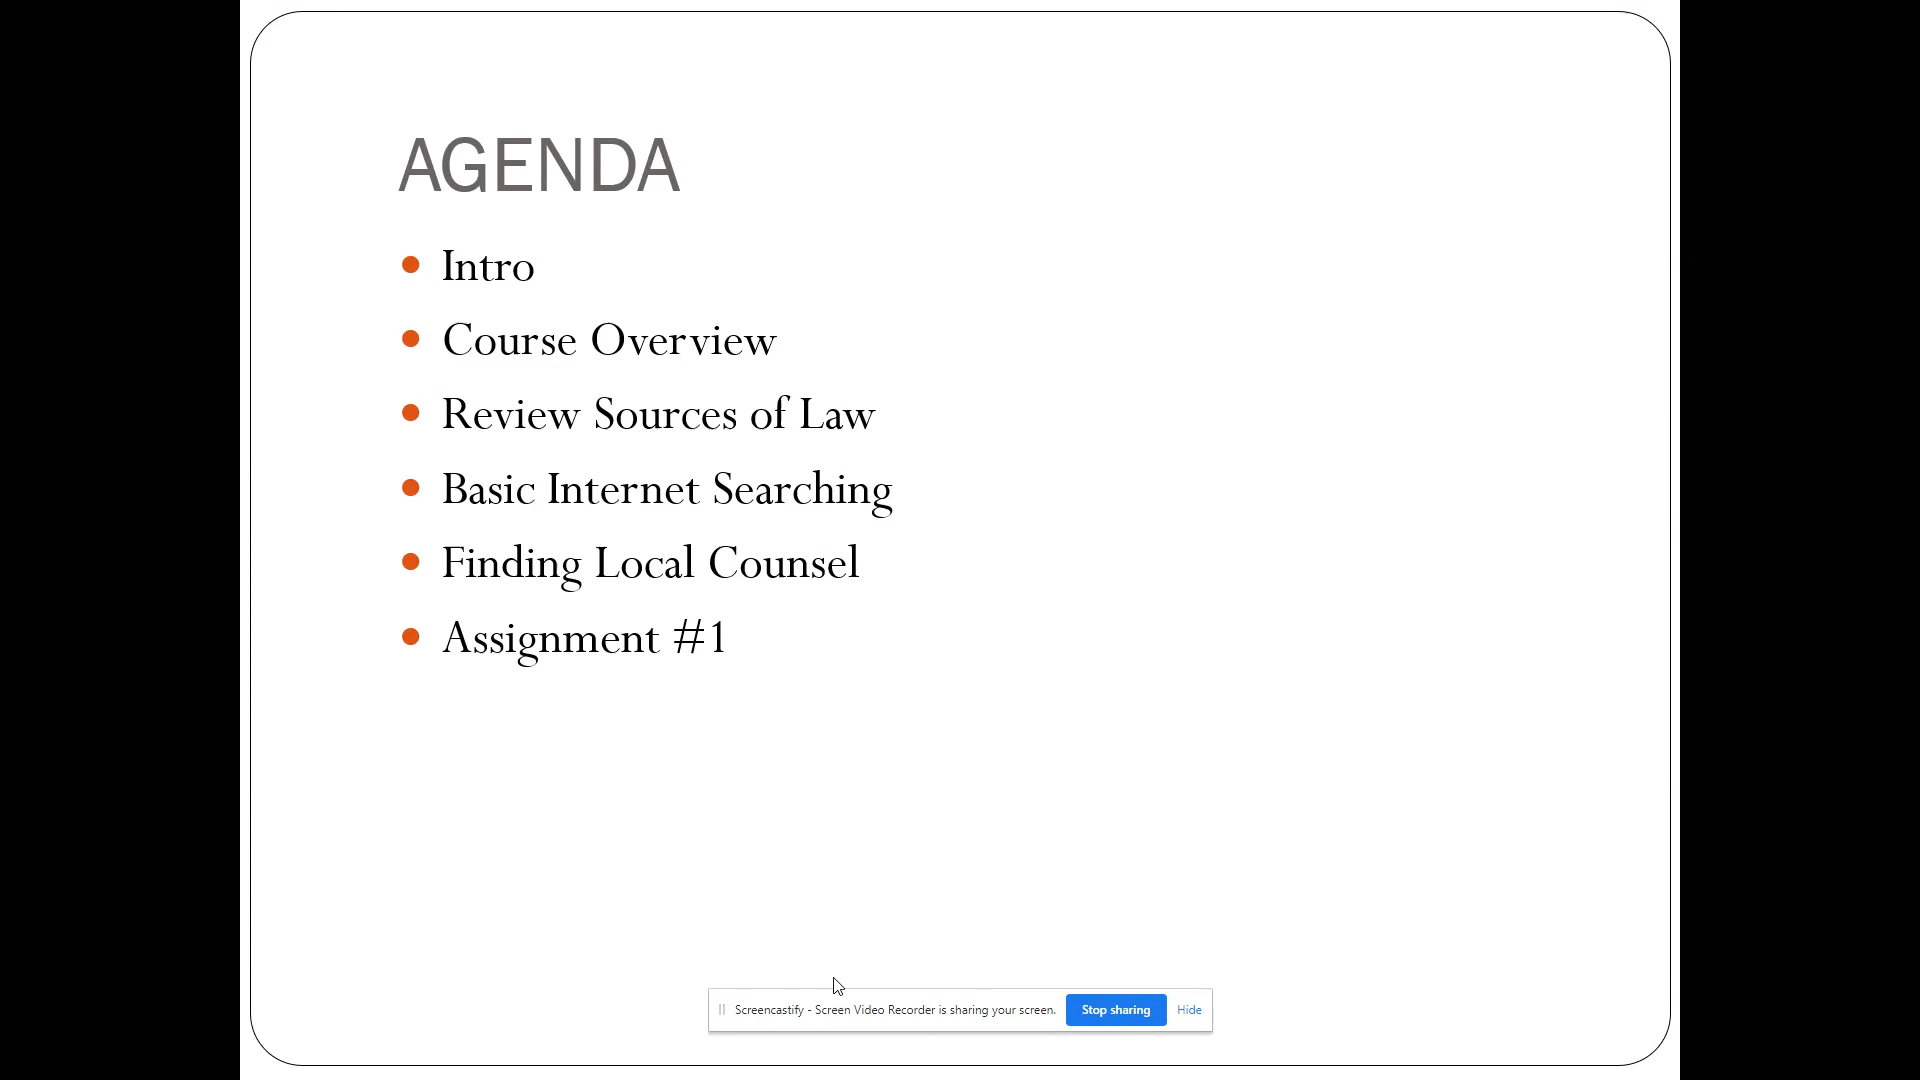 AGENDA
Intro
Course Overview
Review Sources of Law
Basic Internet Searching
Finding Local Counsel
Assignment #1
Screencastify - Screen Video Recorder is sharing your screen. Stop sharing Hide